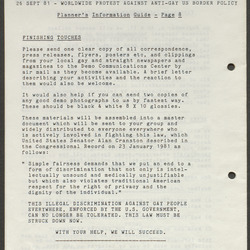 26 SEPT 81 - WORLDWIDE PROTEST AGAINST ANTI-GAY US BORDER POLICY
Planner's Information Guide - Page 8
FINISHING TOUCHES
Please send one clear copy of all correspondences,
press releases, flyers, posters etc., and clippings
from your local gay and straight newspapers and
magazines to the Demo Communications Center by
air mail as they become available. A brief letter
describing your activities and the reaction to
them would also be welcome.
It would also help if you can send two copies of
any good demo photographs to us by fastest way.
These should be black & white 8 X 10 glossies.
These materials will be assembled into a master
document which will be sent to your group and
widely distributed to everyone everywhere who
is actively involved in fighting this law, which
United States Senator Alan Cranston described in
the Congressional Record on 23 January 1981 as
follows:
" Simple fairness demands that we put an end to a
form of discrimination that not only is intel-
lectually unsound and medically unjustifiable
but which also violates traditional American
respect for the right of privacy and the
dignity of the individual."
THIS ILLEGAL DISCRIMINATION AGAINST GAY PEOPLE
EVERYWHERE, ENFORCED BY THE U.S. GOVERNMENT,
CAN NO LONGER BE TOLERATED. THIS LAW MUST BE
STRUCK DOWN NOW.
WITH YOUR HELP, WE WILL SUCCEED.